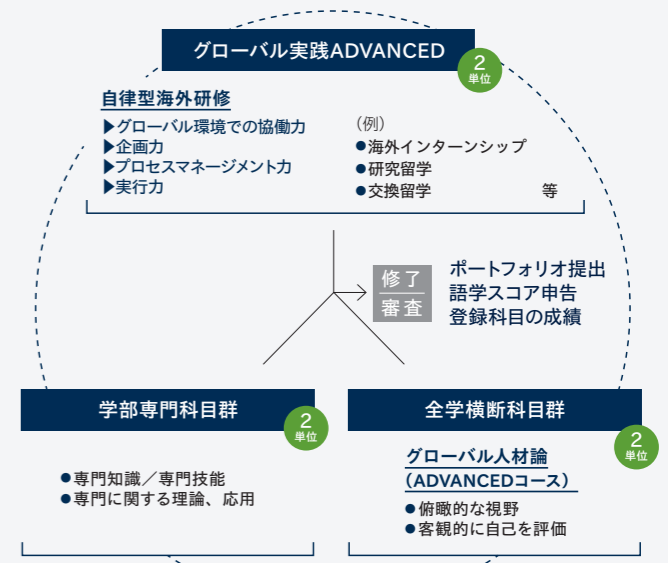 グローバル実践ADVANCED
2
単位
自律型海外研修
▶グローバル環境での協働力
▶企画力
▶プロセスマネージメント力
▶実行力
(例)
●海外インターンシップ
●研究留学
●交換留学 等
修了
審査
ポートフォリオ提出
語学スコア申告
登録科目の成績
学部専門科目群
2
単位
●専門知識/専門技能
●専門に関する理論、応用
全学横断科目群
2
単位
グローバル人材論
(ADVANCEDコース)
●俯瞰的な視野
●客観的に自己を評価